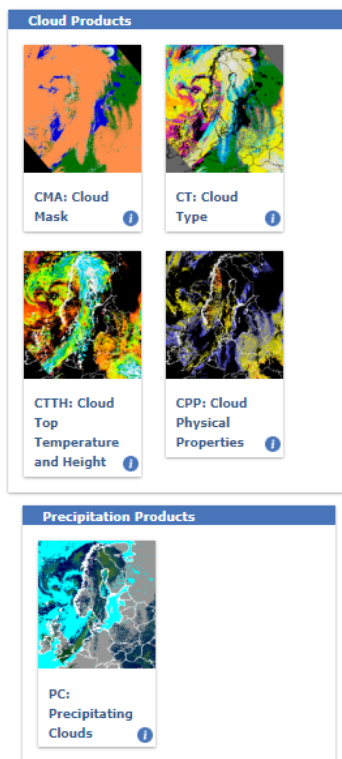 Cloud Products
CMA: Cloud
Mask
i
CT: Cloud
Type
i
CTTH: Cloud
Top
Temperature
and Height
i
CPP: Cloud
Physical
Properties
i
Precipitation Products
PC:
Precipitating
Clouds
i